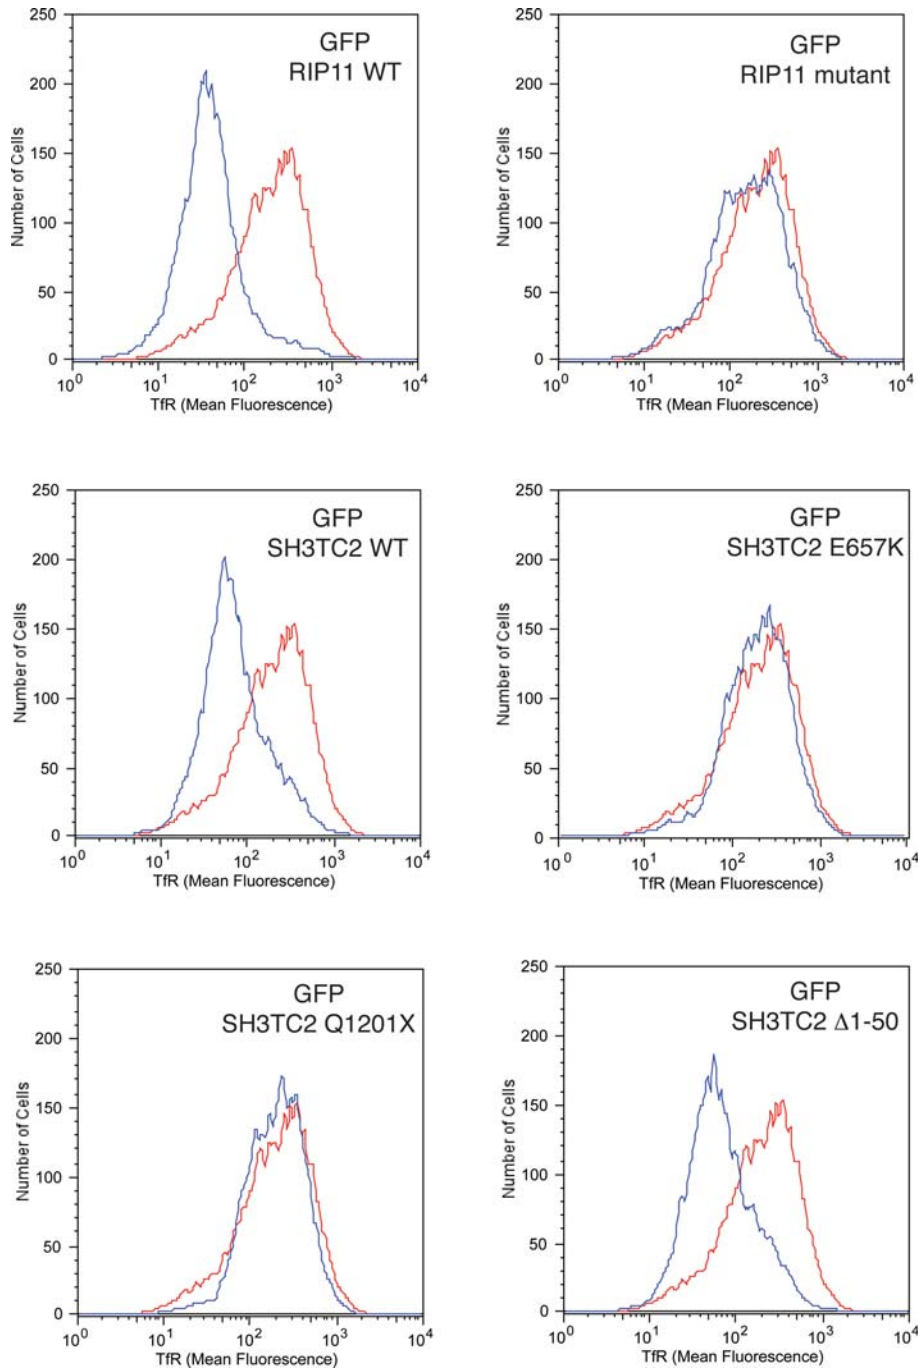 250
200
150
100
50
0
Number of Cells
GFP
RIP11 WT
10^0
10^1
10^2
10^3
10^4
TfR (Mean Fluorescence)
250
200
150
100
50
0
Number of Cells
GFP
RIP11 mutant
10^0
10^1
10^2
10^3
10^4
TfR (Mean Fluorescence)
250
200
150
100
50
0
Number of Cells
GFP
SH3TC2 WT
10^0
10^1
10^2
10^3
10^4
TfR (Mean Fluorescence)
250
200
150
100
50
0
Number of Cells
GFP
SH3TC2 E657K
10^0
10^1
10^2
10^3
10^4
TfR (Mean Fluorescence)
250
200
150
100
50
0
Number of Cells
GFP
SH3TC2 Q1201X
10^0
10^1
10^2
10^3
10^4
TfR (Mean Fluorescence)
250
200
150
100
50
0
Number of Cells
GFP
SH3TC2 Δ1-50
10^0
10^1
10^2
10^3
10^4
TfR (Mean Fluorescence)